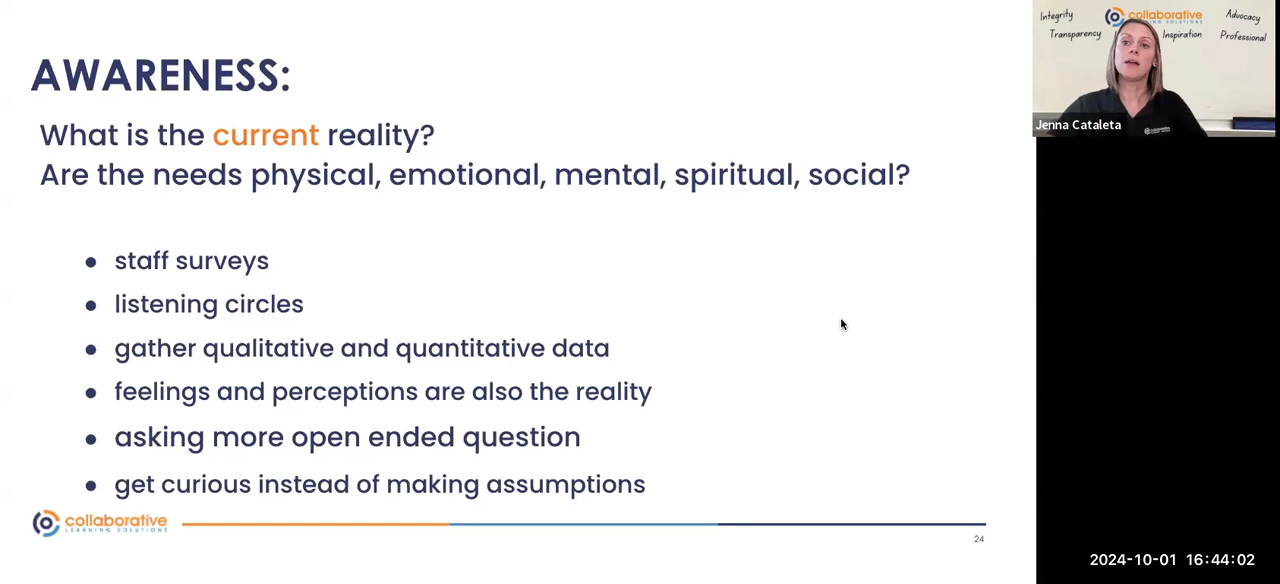 AWARENESS:
What is the current reality?
Are the needs physical, emotional, mental, spiritual, social?
● staff surveys
● listening circles
● gather qualitative and quantitative data
● feelings and perceptions are also the reality
● asking more open ended question
● get curious instead of making assumptions
collaborative
LEARNING SOLUTIONS
24
Integrity
collaborative
Advocacy
Transparency
Inspiration
Professional
Jenna Cataleta
2024-10-01 16:44:02